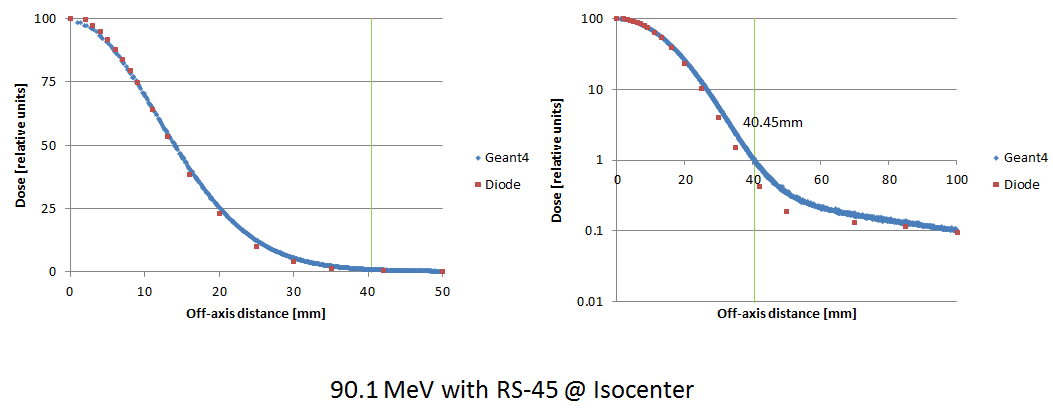 100
75
50
25
0
Dose [relative units]
0 10 20 30 40 50
Off-axis distance [mm]
Geant4
Diode
100
10
1
0.1
0.01
Dose [relative units]
40.45mm
0 20 40 60 80 100
Off-axis distance [mm]
Geant4
Diode
90.1 MeV with RS-45 @ Isocenter